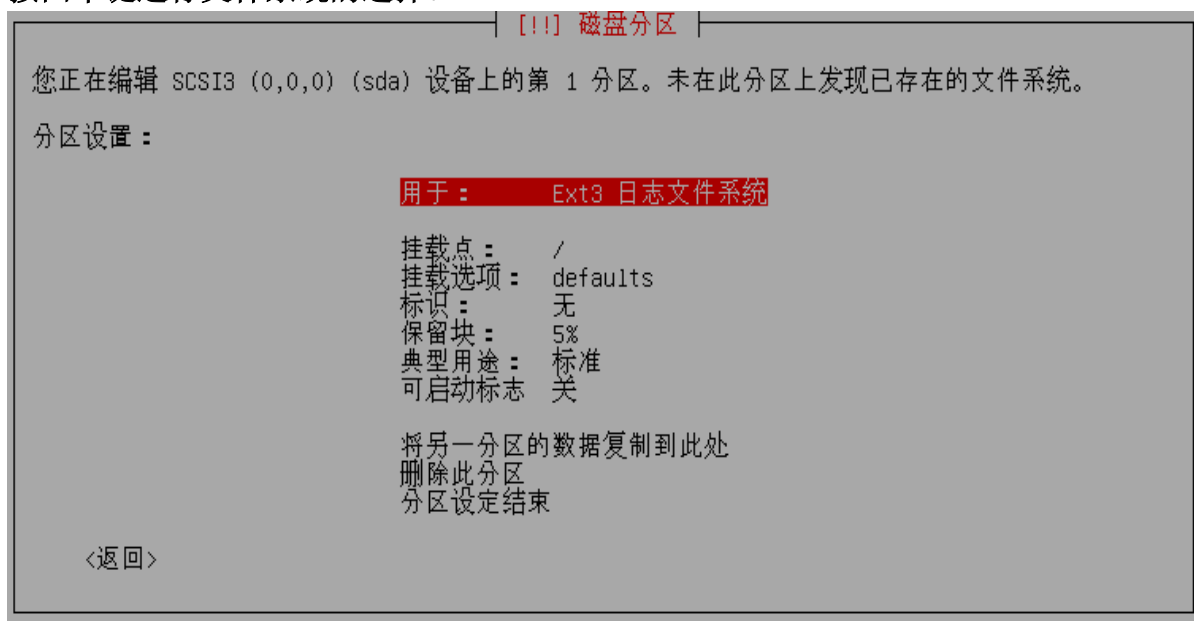 [!!] 磁盘分区
您正在编辑 SCSI3 (0,0,0) (sda) 设备上的第 1 分区。未在此分区上发现已存在的文件系统。
分区设置：
用于： Ext3 日志文件系统
挂载点： /
挂载选项： defaults
标识： 无
保留块： 5%
典型用途： 标准
可启动标志 关
将另一分区的数据复制到此处
删除此分区
分区设定结束
<返回>